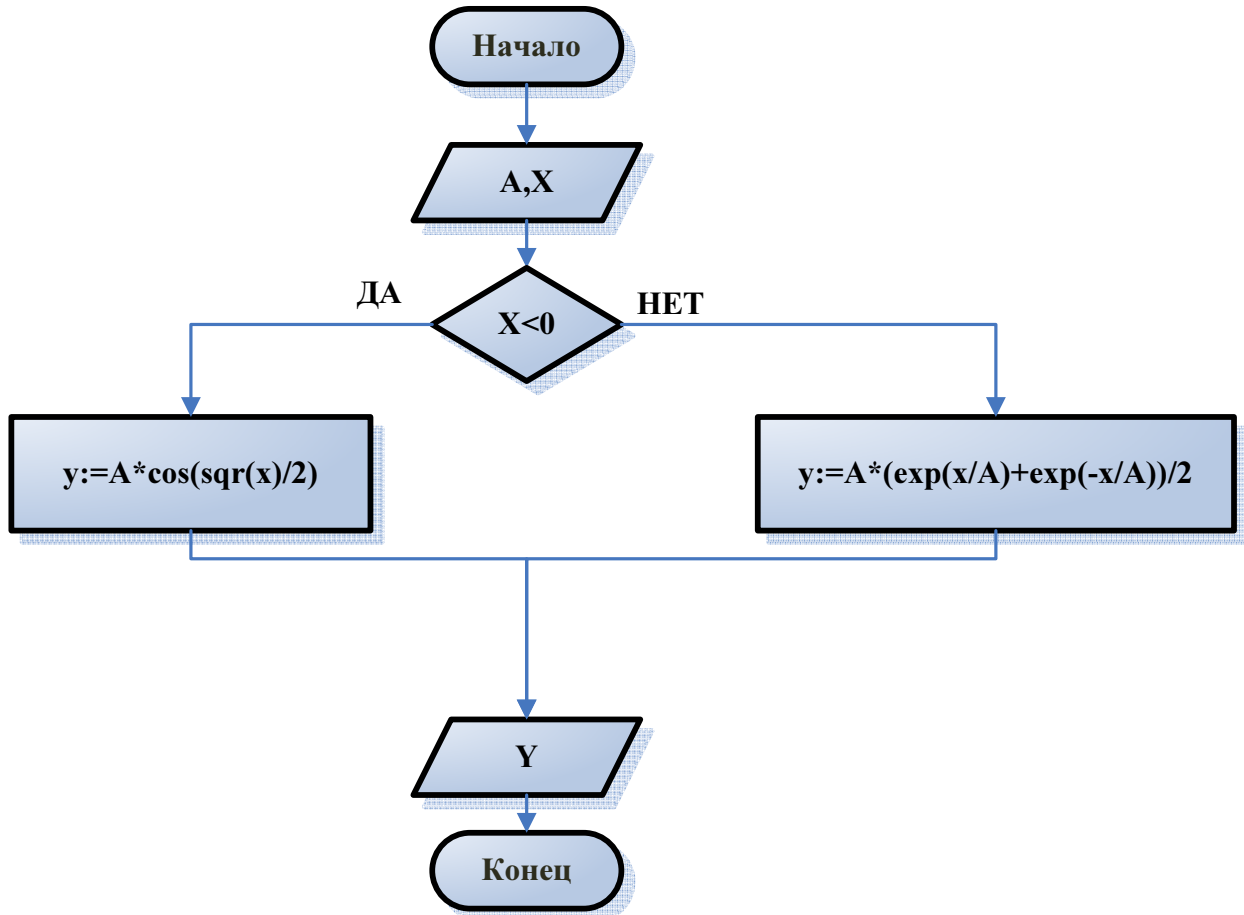 Начало
A,X
ДА
НЕТ
X<0
y:=A*cos(sqr(x)/2)
y:=A*(exp(x/A)+exp(-x/A))/2
Y
Конец